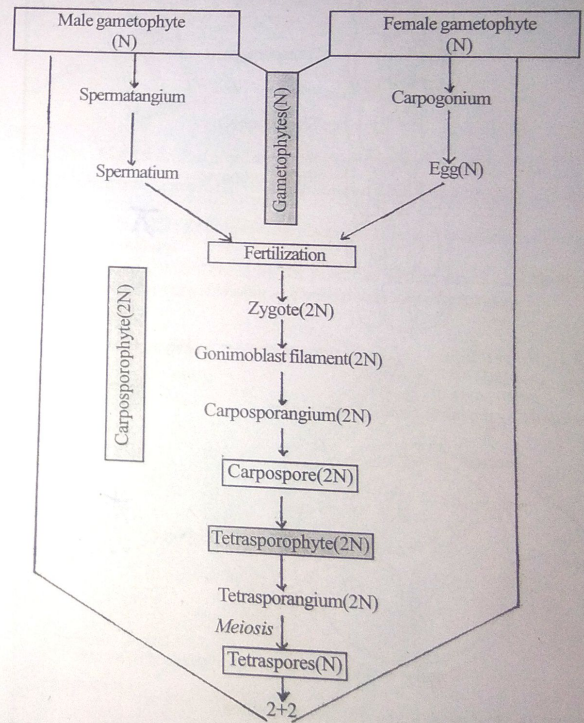 Male gametophyte
(N)
Female gametophyte
(N)
Spermatangium
Carpogonium
Gametophytes(N)
Spermatium
Egg(N)
Fertilization
Zygote(2N)
Carposporophyte(2N)
Gonimoblast filament(2N)
Carposporangium(2N)
Carpospore(2N)
Tetrasporophyte(2N)
Tetrasporangium(2N)
Meiosis
Tetraspores(N)
2+2